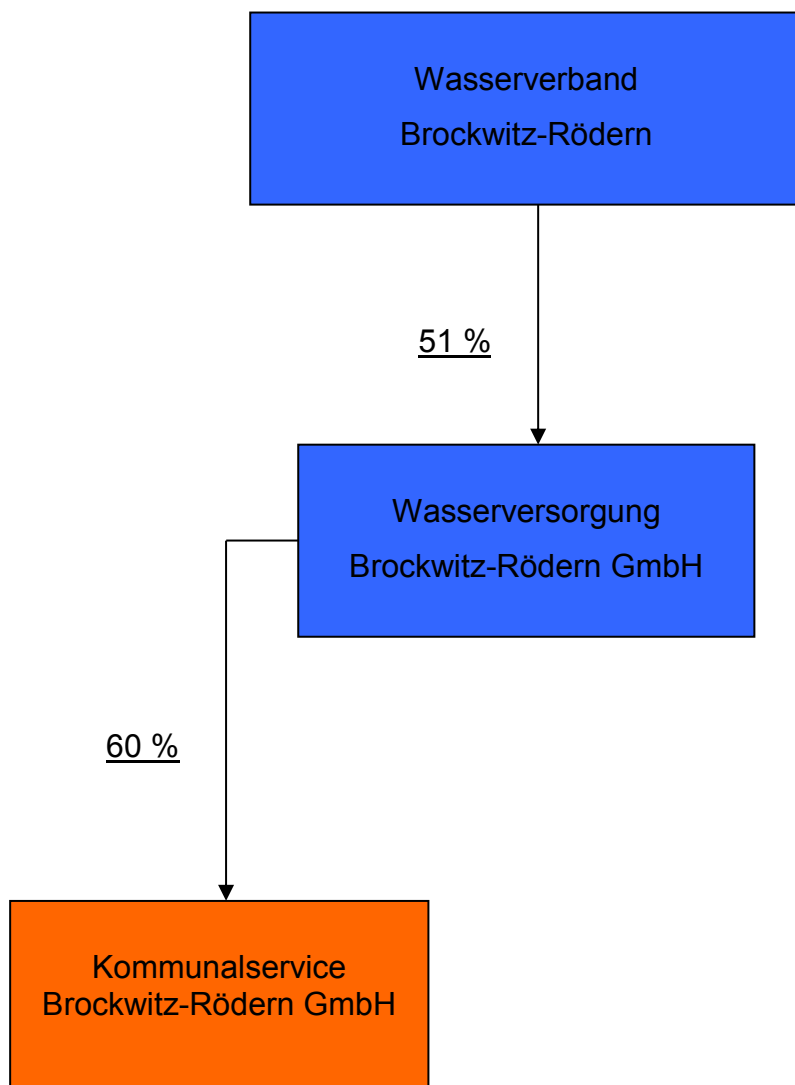 Wasserverband
Brockwitz-Rödern
51 %
Wasserversorgung
Brockwitz-Rödern GmbH
60 %
Kommunalservice
Brockwitz-Rödern GmbH